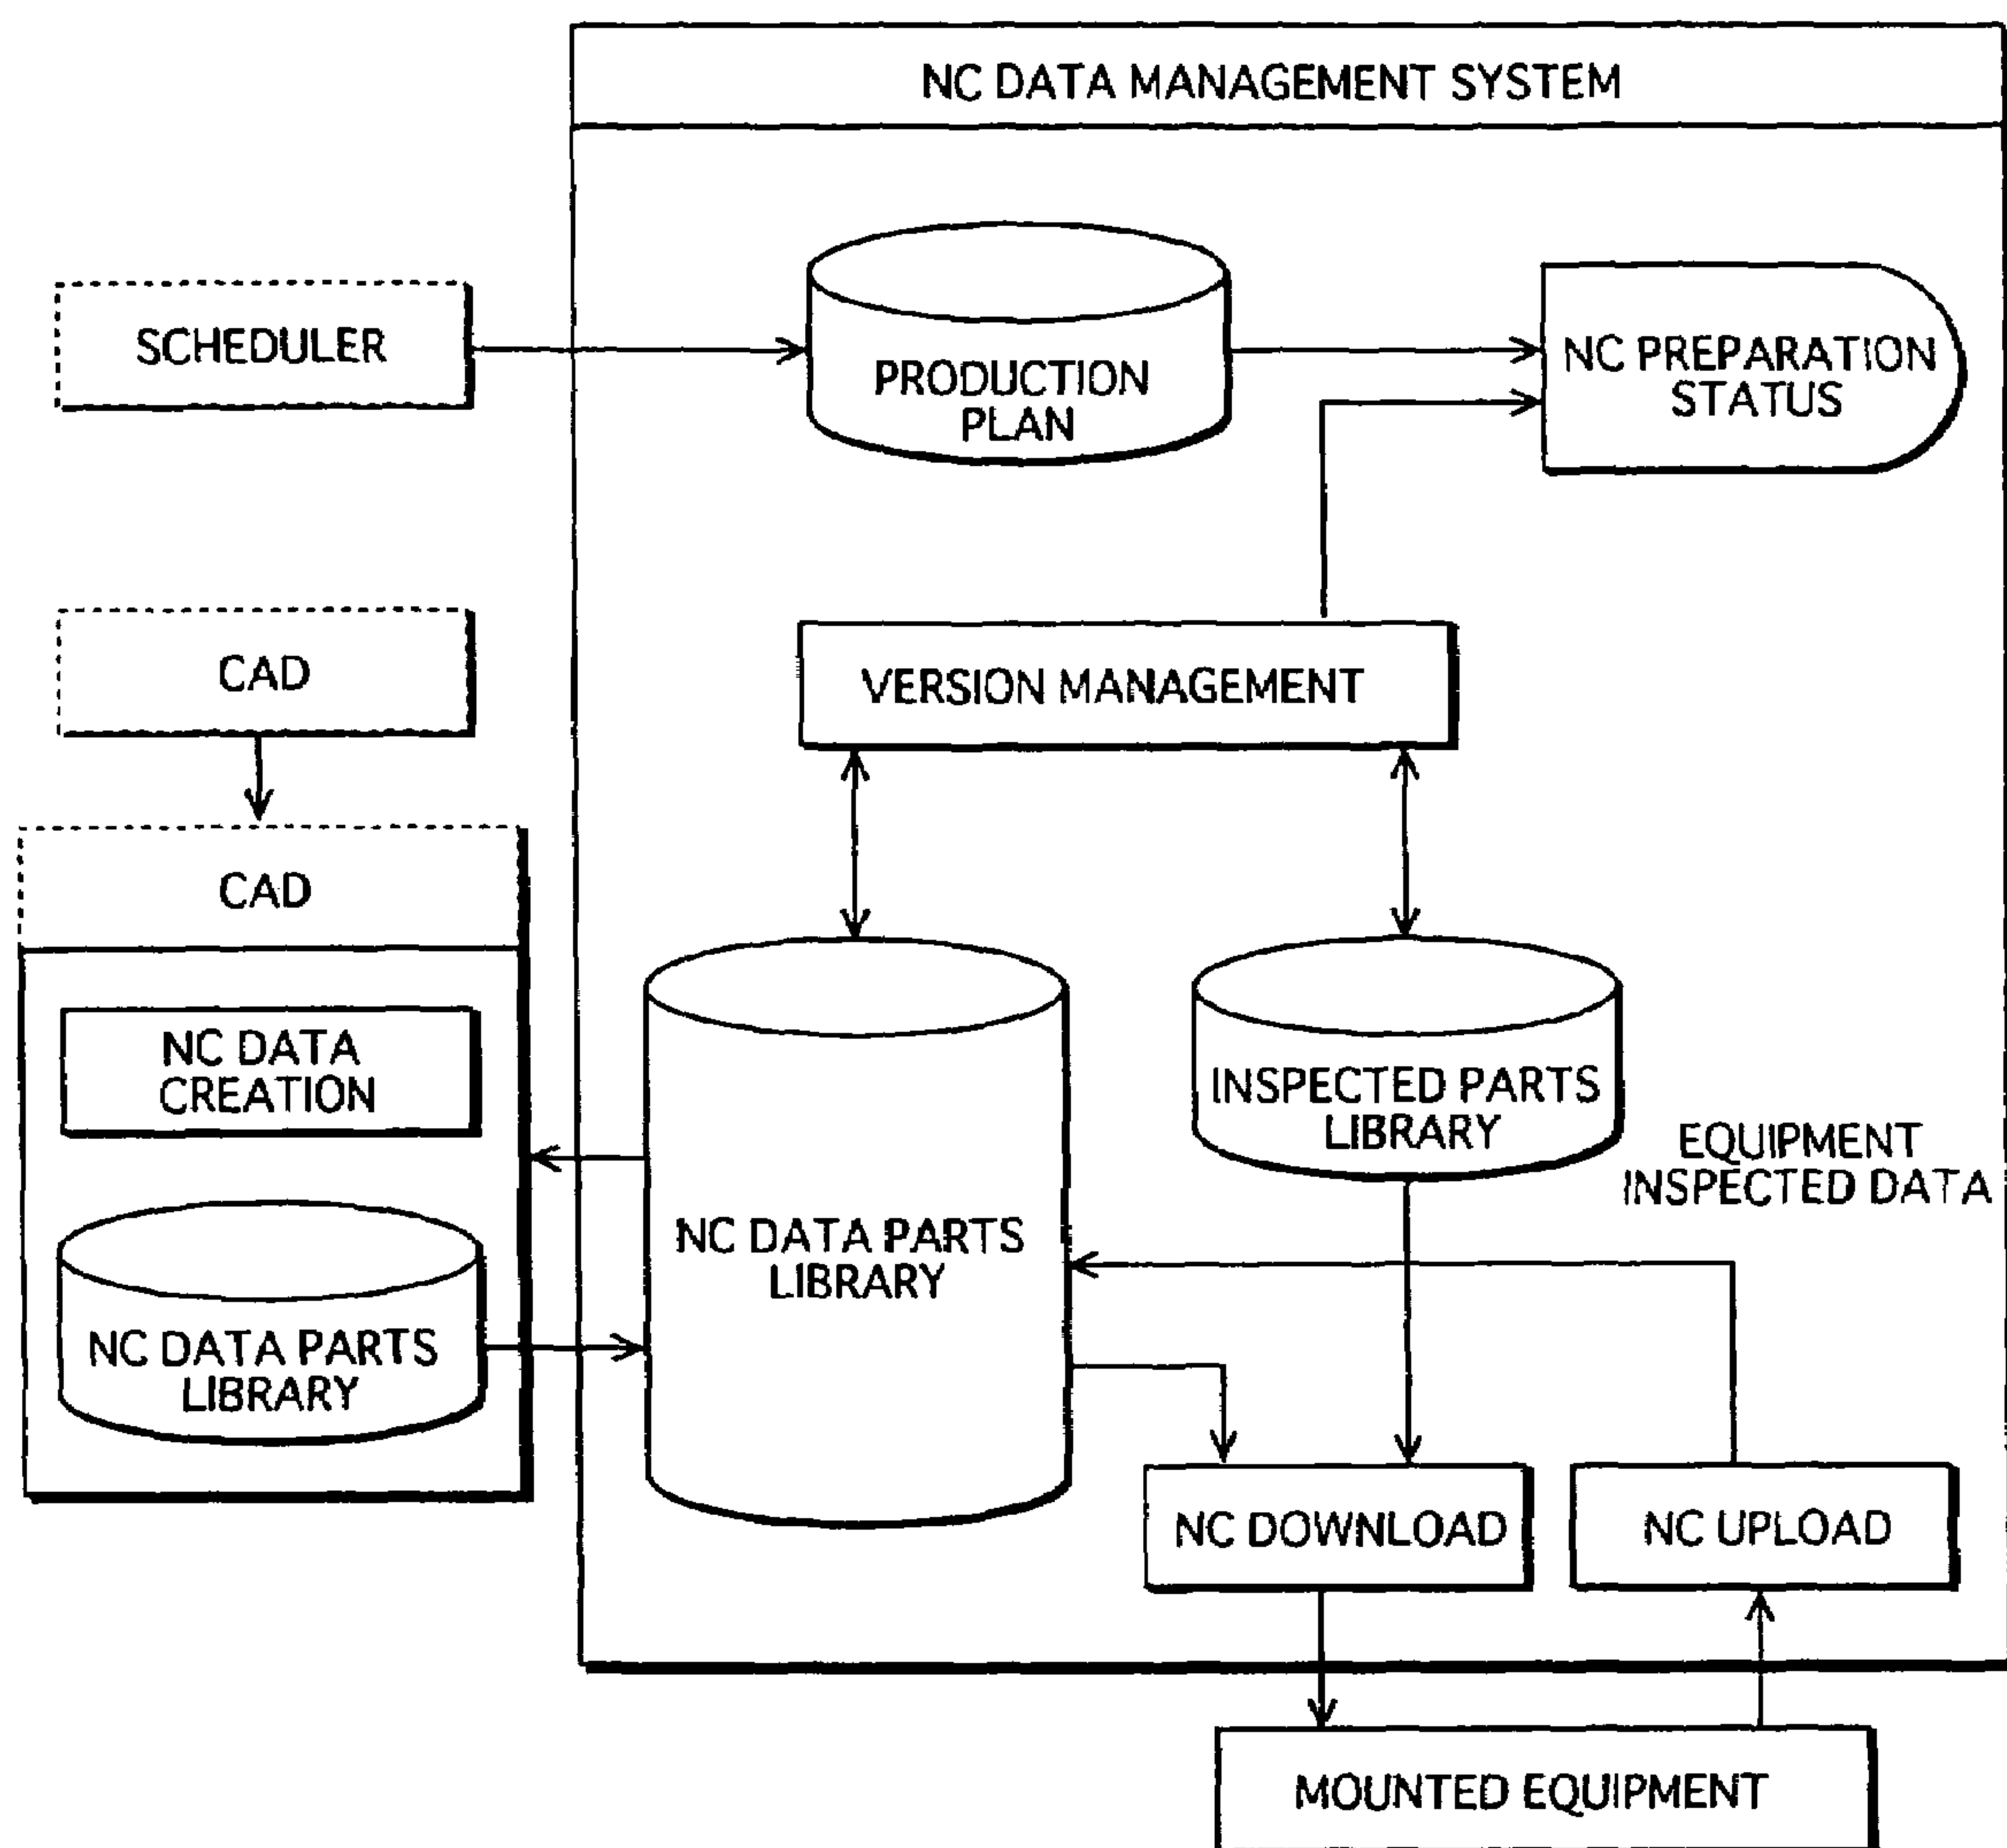 NC DATA MANAGEMENT SYSTEM
SCHEDULER
PRODUCTION
PLAN
NC PREPARATION
STATUS
CAD
VERSION MANAGEMENT
CAD
NC DATA
CREATION
NC DATA PARTS
LIBRARY
NC DATA PARTS
LIBRARY
INSPECTED PARTS
LIBRARY
EQUIPMENT
INSPECTED DATA
NC DOWNLOAD
NC UPLOAD
MOUNTED EQUIPMENT